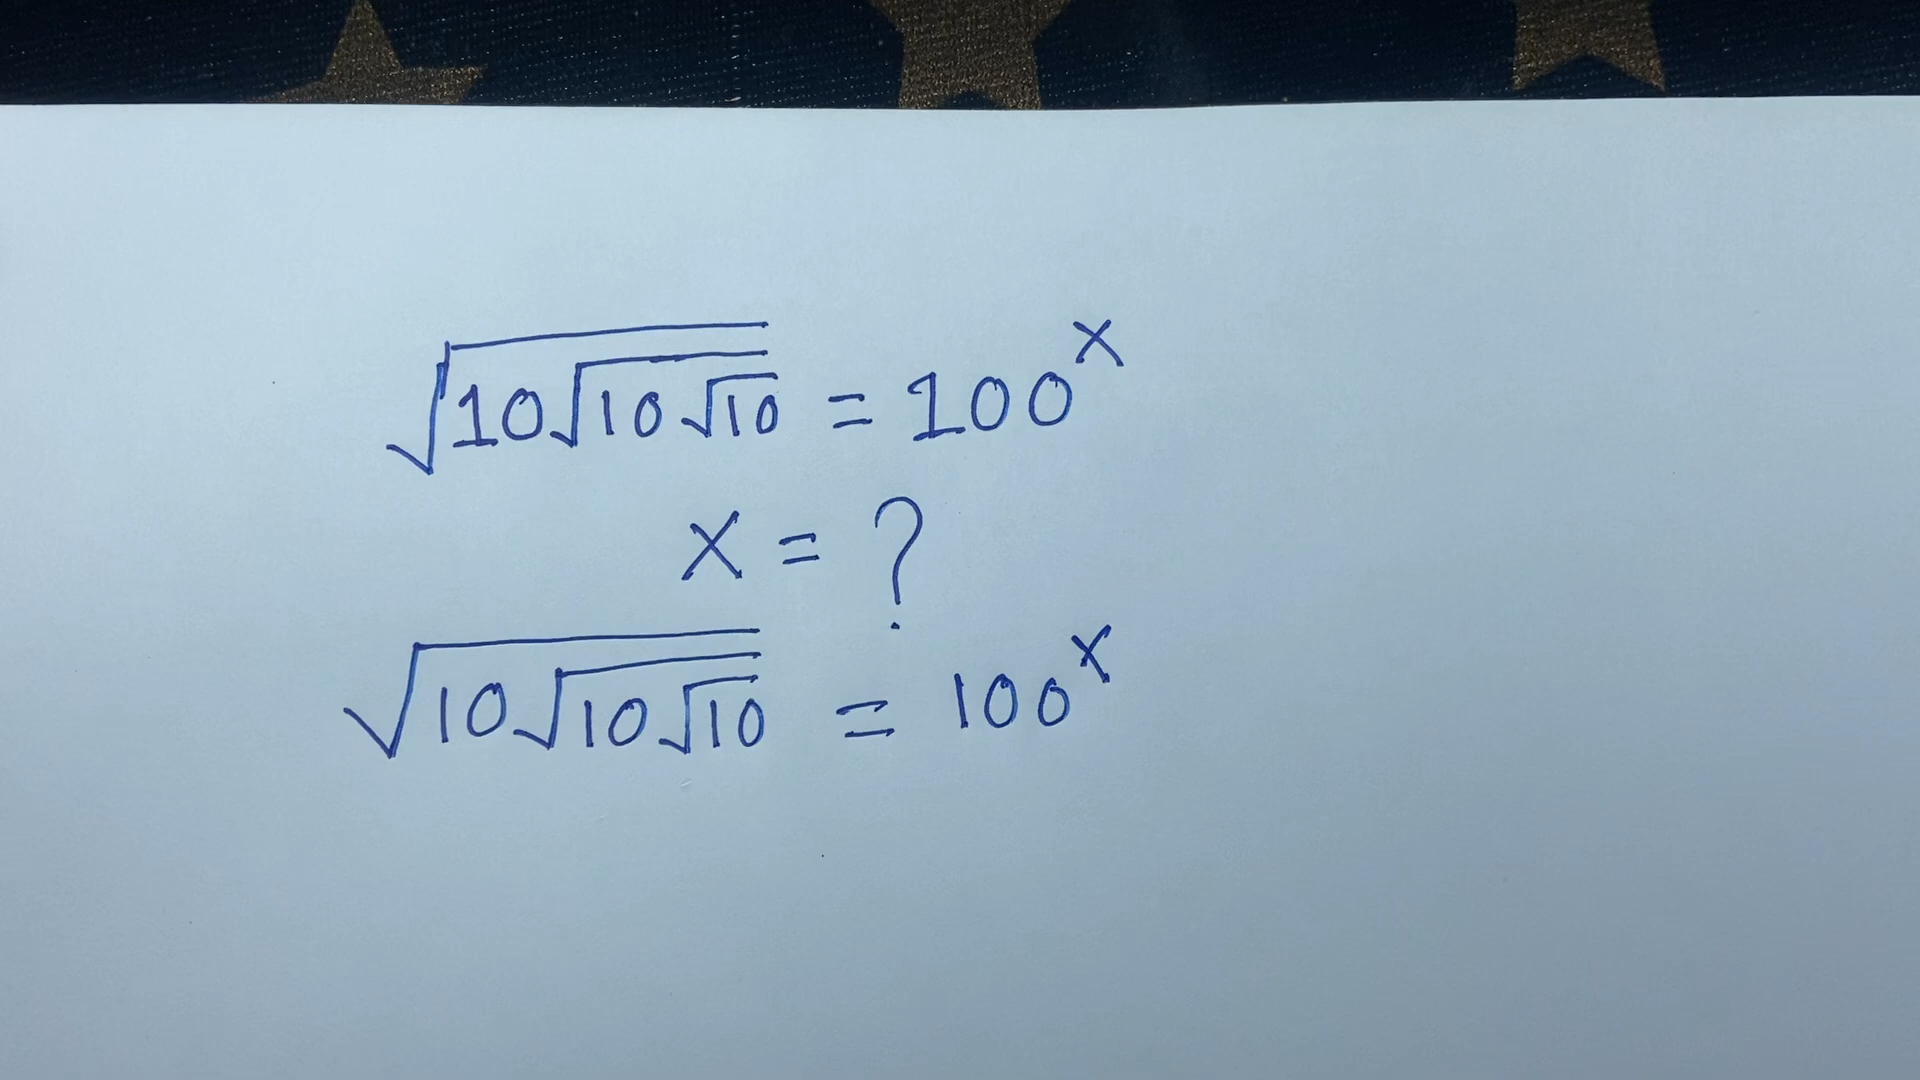 √(10√(10√10)) = 100^x
x = ?
√(10√(10√10)) = 100^x